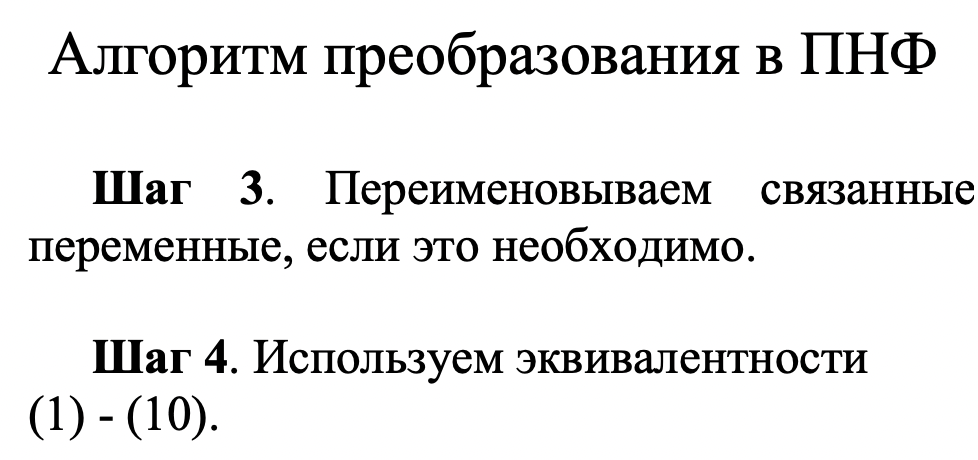 Алгоритм преобразования в ПНФ
Шаг 3. Переименовываем связанные
переменные, если это необходимо.
Шаг 4. Используем эквивалентности
(1) - (10).